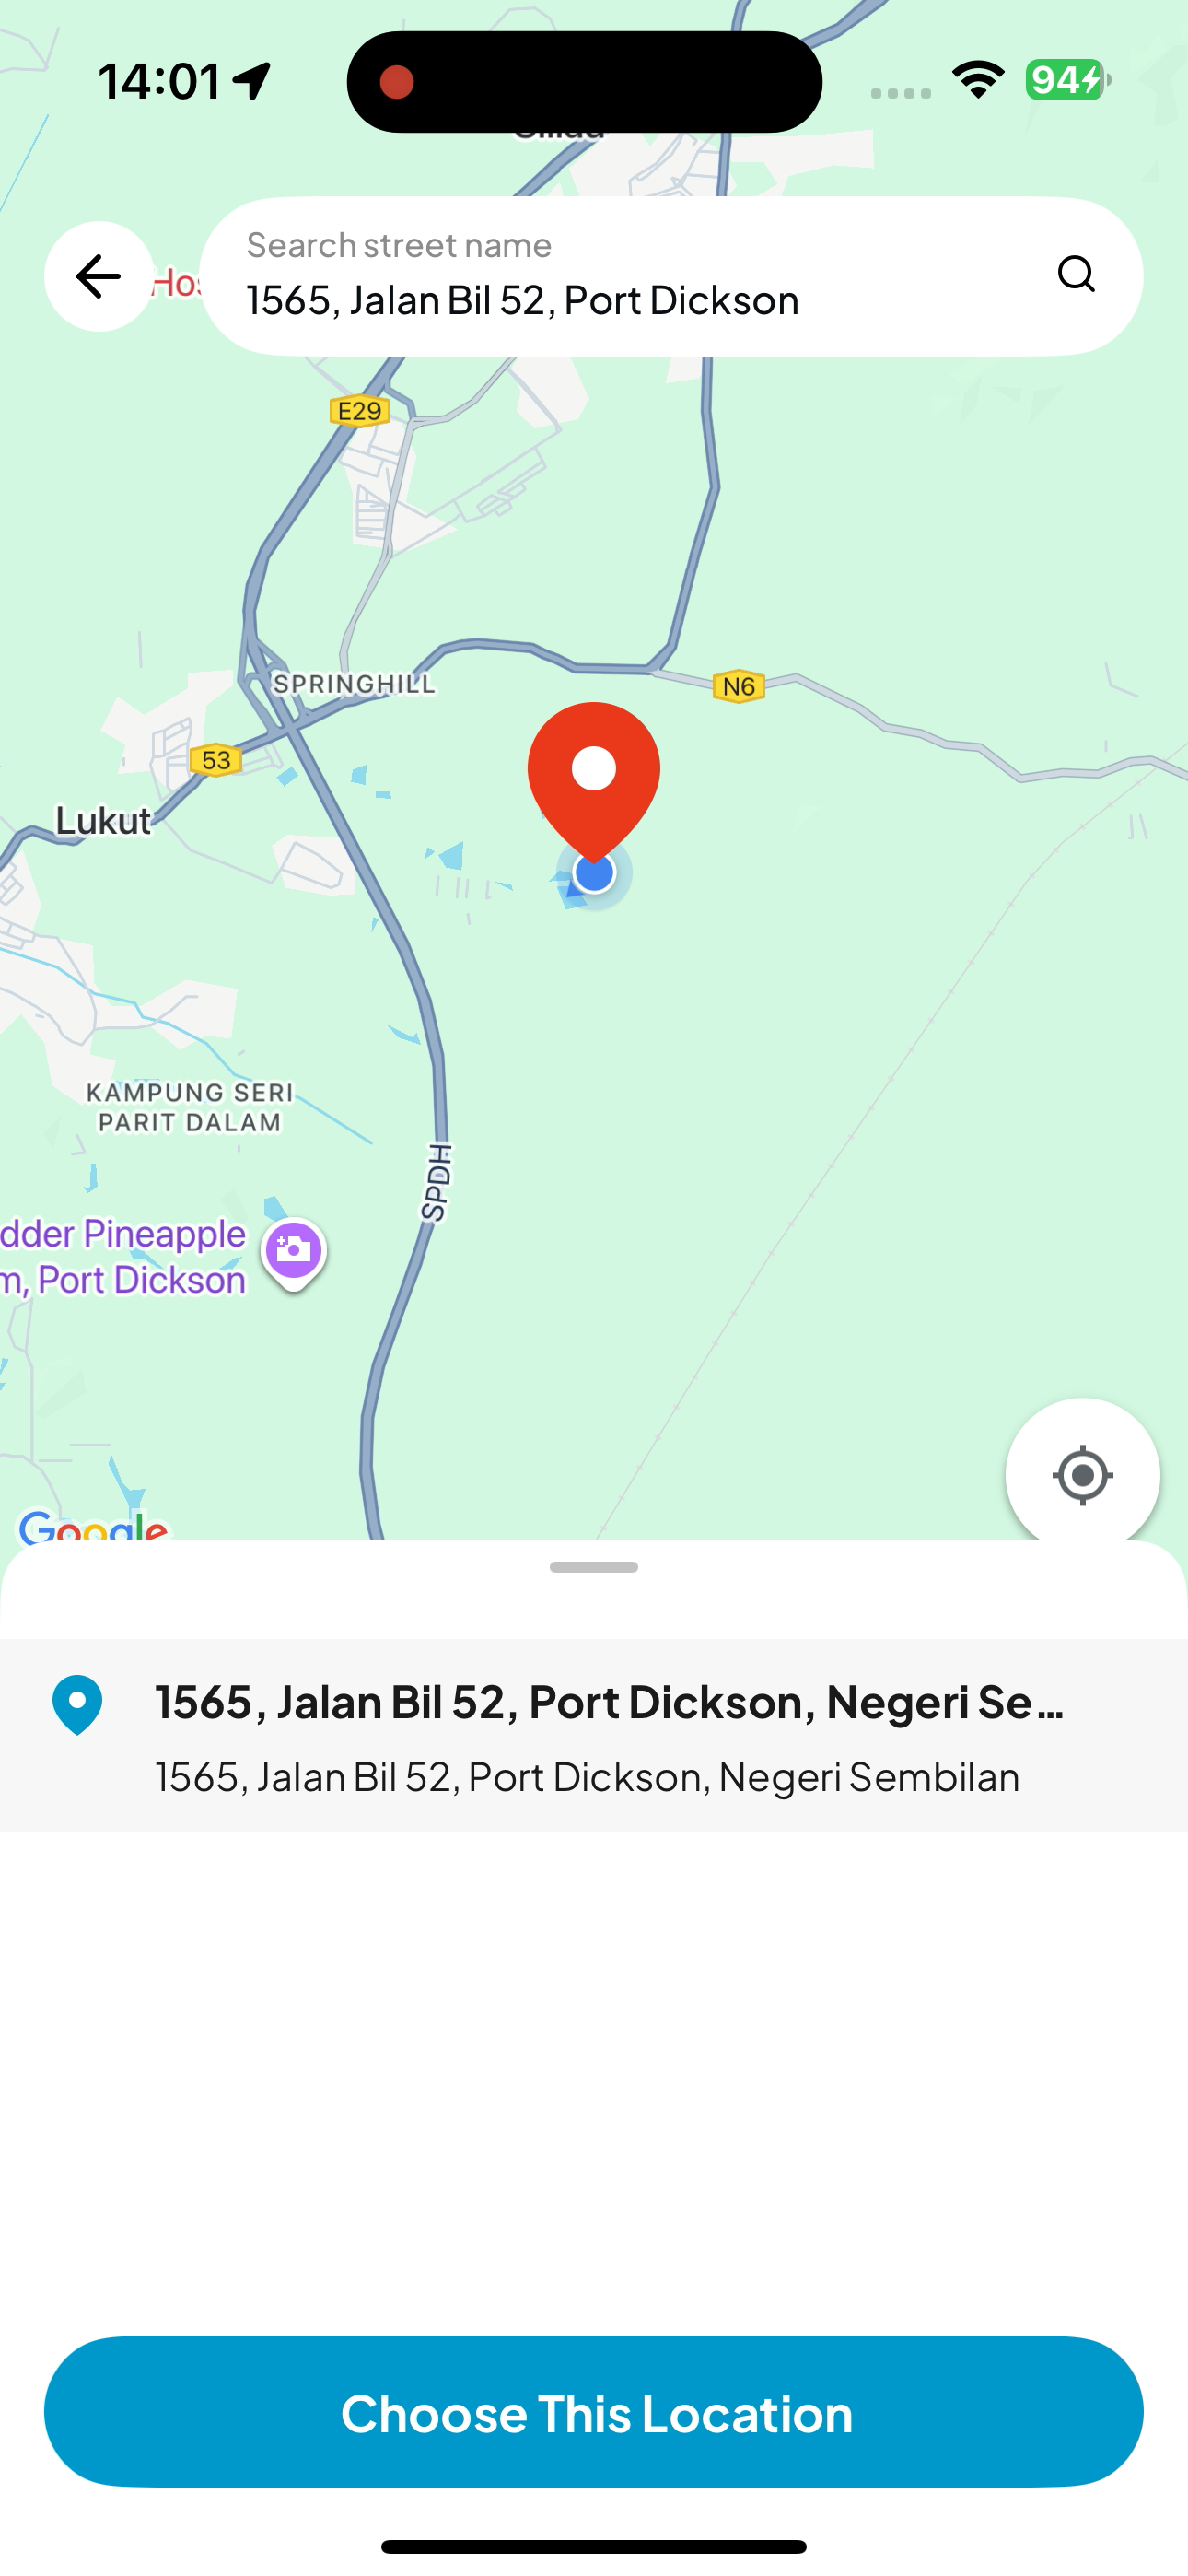 14:01
94
Search street name
1565, Jalan Bil 52, Port Dickson
E29
SPRINGHILL
N6
53
Lukut
KAMPUNG SERI
PARIT DALAM
SPDH
dder Pineapple
m, Port Dickson
Google
1565, Jalan Bil 52, Port Dickson, Negeri Se...
1565, Jalan Bil 52, Port Dickson, Negeri Sembilan
Choose This Location